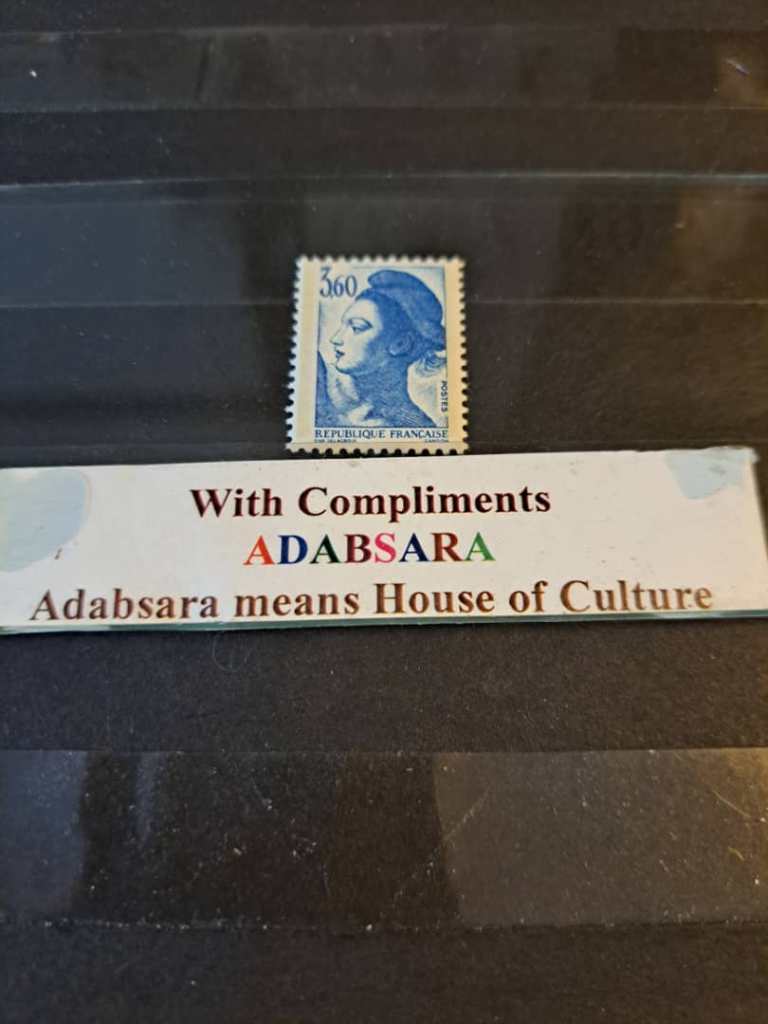 3,60
POSTES
REPUBLIQUE FRANÇAISE
With Compliments
ADABSARA
Adabsara means House of Culture